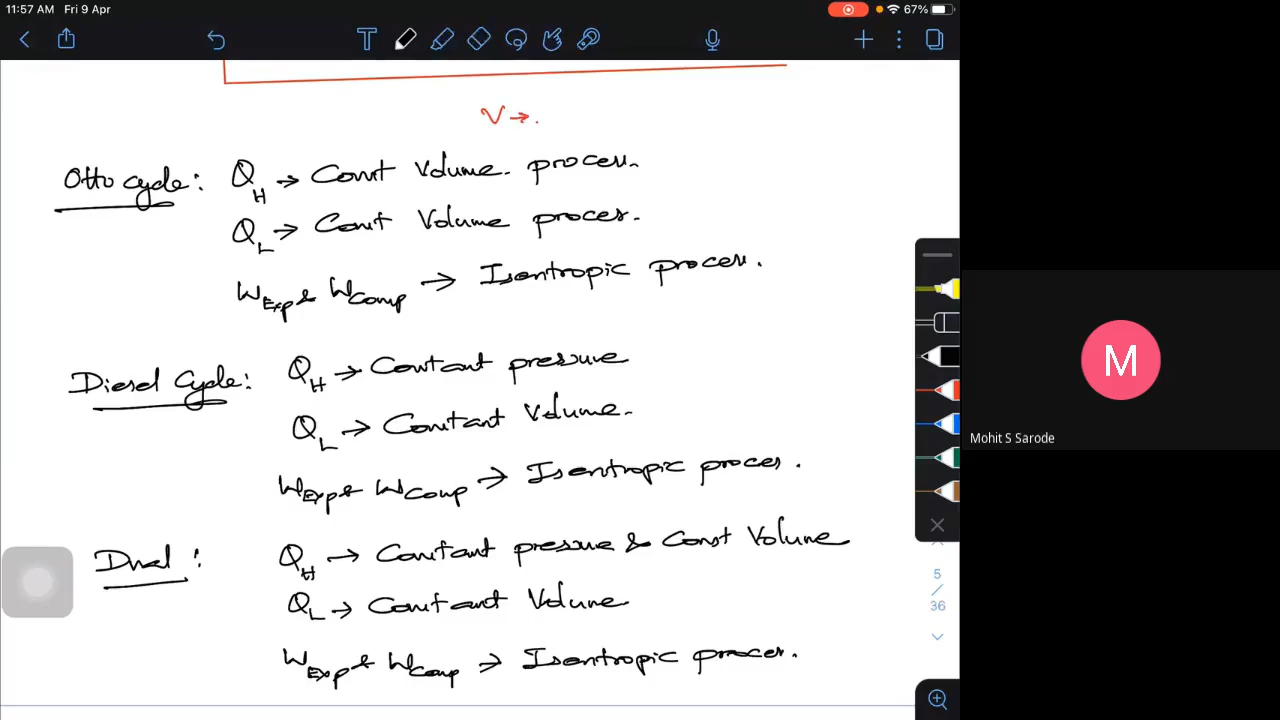 11:57 AM Fri 9 Apr
67%
V →
Otto cycle: QH → Const Volume. process.
QL → Const Volume process.
WExp & WComp → Isentropic process.
Diesel Cycle: QH → Constant pressure
QL → Constant Volume.
WExp & WComp → Isentropic process.
Dual: QH → Constant pressure & Const Volume
QL → Constant Volume
WExp & WComp → Isentropic process.
5
/
36
M
Mohit S Sarode